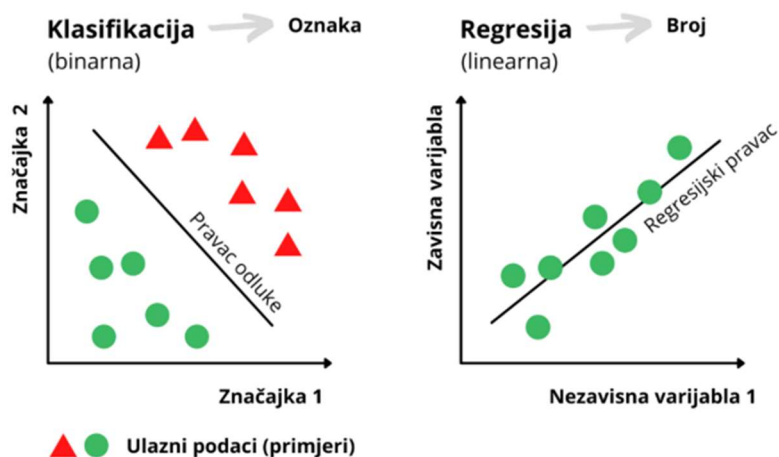 Klasifikacija
Oznaka
(binarna)
Značajka 2
Pravac odluke
Značajka 1
Regresija
Broj
(linearna)
Zavisna varijabla
Regresijski pravac
Nezavisna varijabla 1
Ulazni podaci (primjeri)